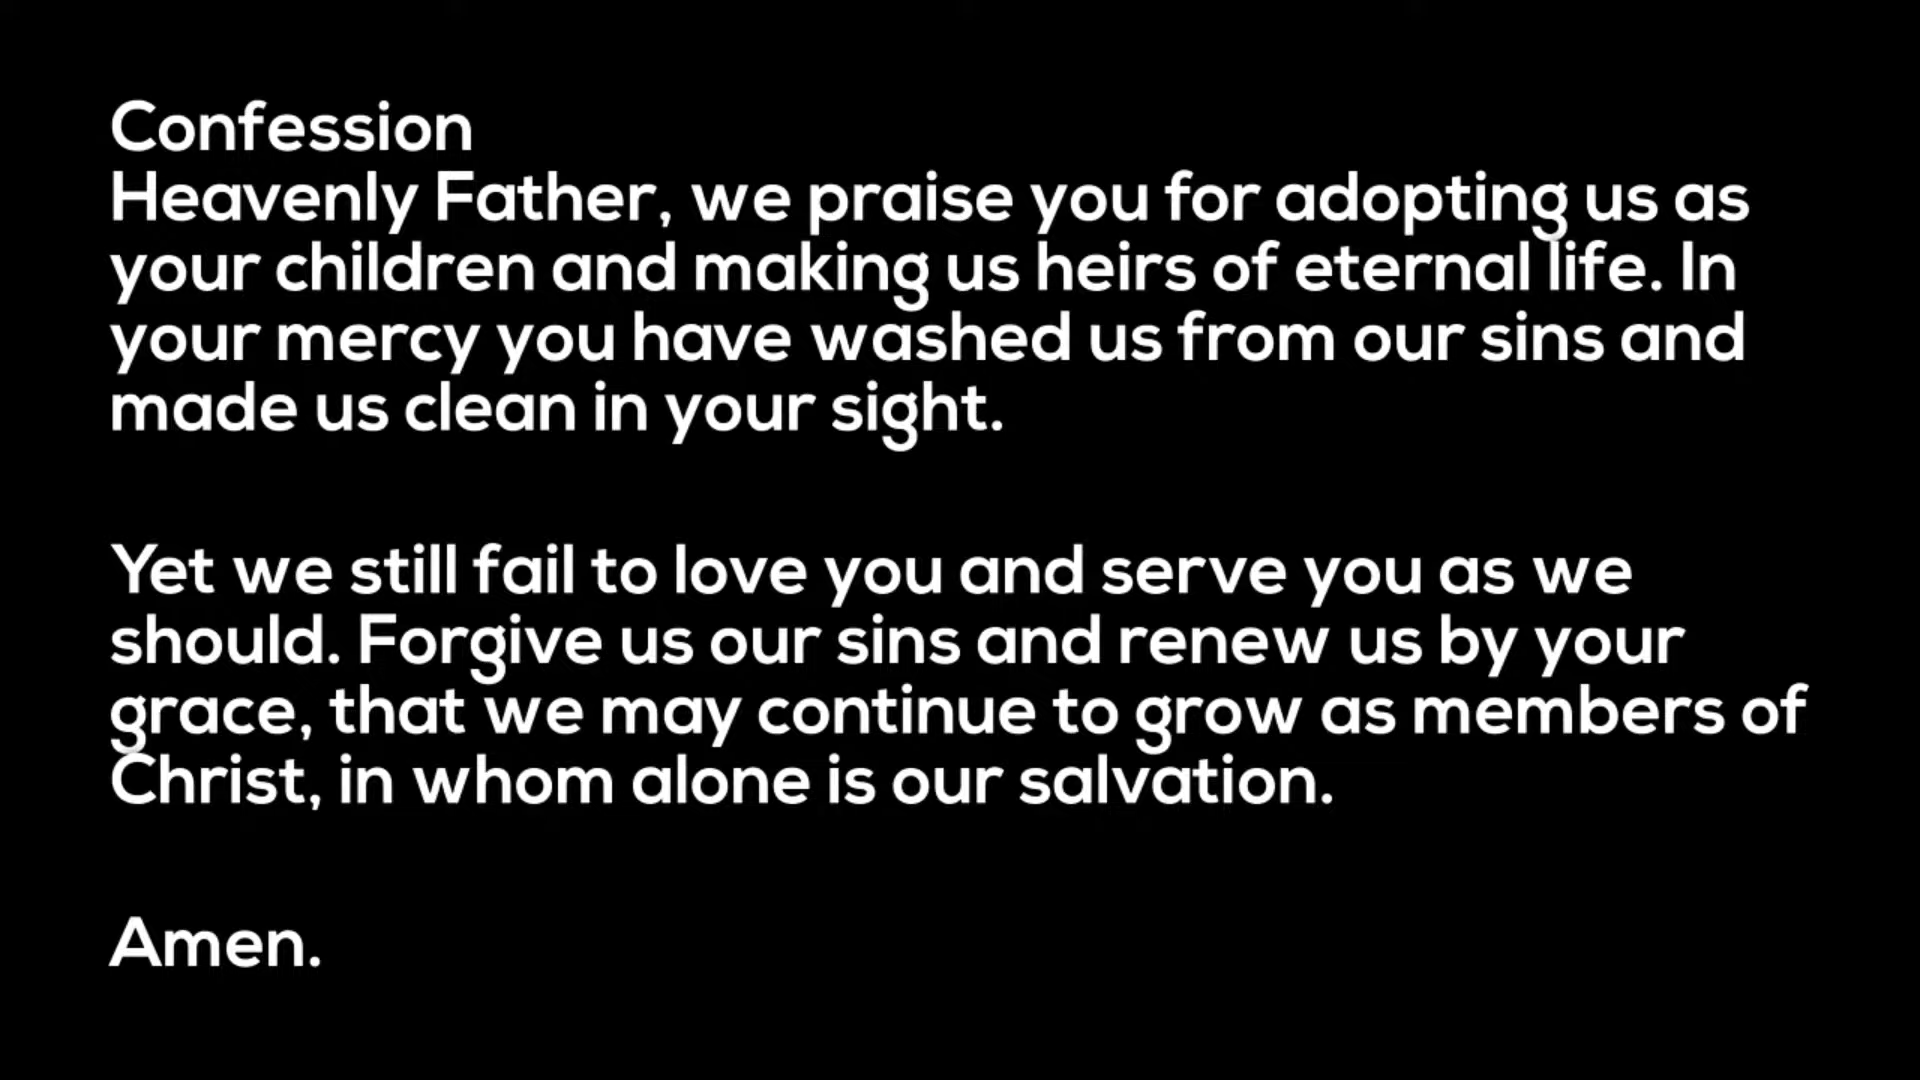 Confession
Heavenly Father, we praise you for adopting us as
your children and making us heirs of eternal life. In
your mercy you have washed us from our sins and
made us clean in your sight.
Yet we still fail to love you and serve you as we
should. Forgive us our sins and renew us by your
grace, that we may continue to grow as members of
Christ, in whom alone is our salvation.
Amen.